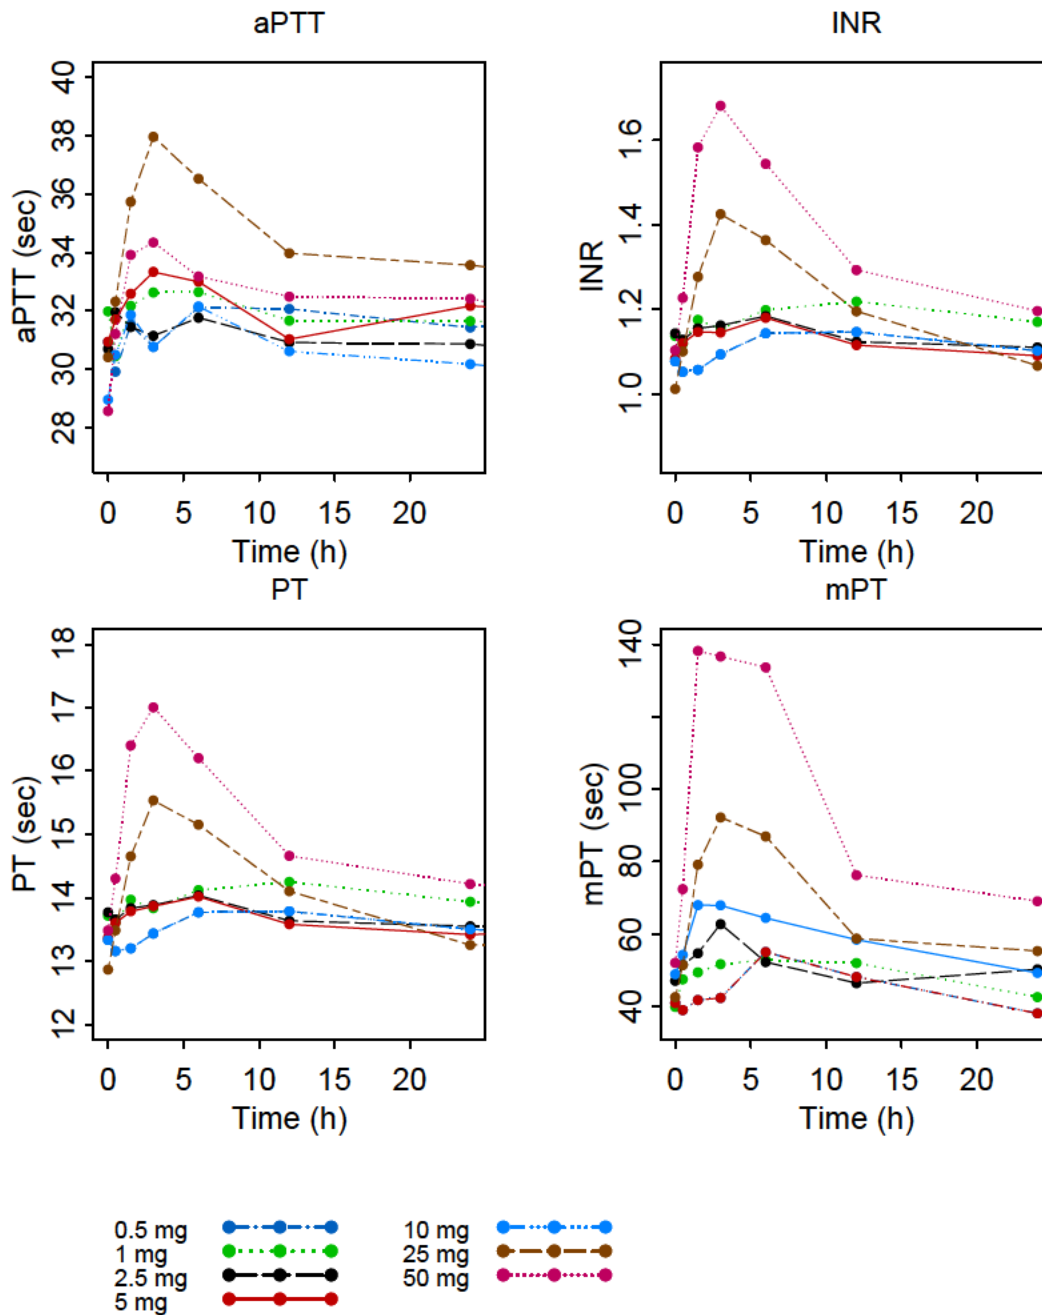 aPTT
INR
40
38
36
34
32
30
28
aPTT (sec)
0 5 10 15 20
Time (h)
1.6
1.4
1.2
1.0
INR
0 5 10 15 20
Time (h)
PT
mPT
18
17
16
15
14
13
12
PT (sec)
0 5 10 15 20
Time (h)
140
100
80
60
40
mPT (sec)
0 5 10 15 20
Time (h)
0.5 mg
1 mg
2.5 mg
5 mg
10 mg
25 mg
50 mg